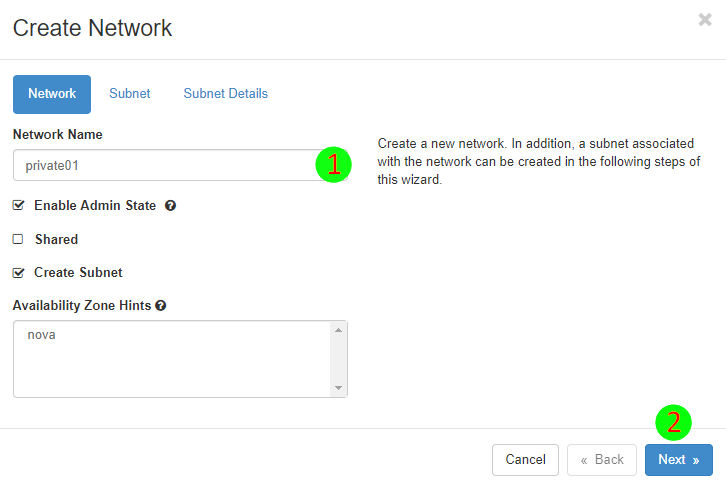 Create Network
×
Network Subnet Subnet Details
Network Name
private01
1
Create a new network. In addition, a subnet associated
with the network can be created in the following steps of
this wizard.
Enable Admin State ?
Shared
Create Subnet
Availability Zone Hints ?
nova
2
Cancel « Back Next »